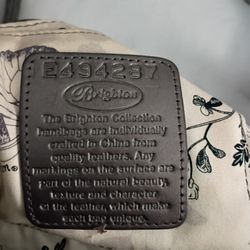 E494287
Brighton
The Brighton Collection
handbags are individually
crafted in China from
quality leathers. Any
markings on the surface are
part of the natural beauty,
texture and character
of the leather, which make
each bag unique.